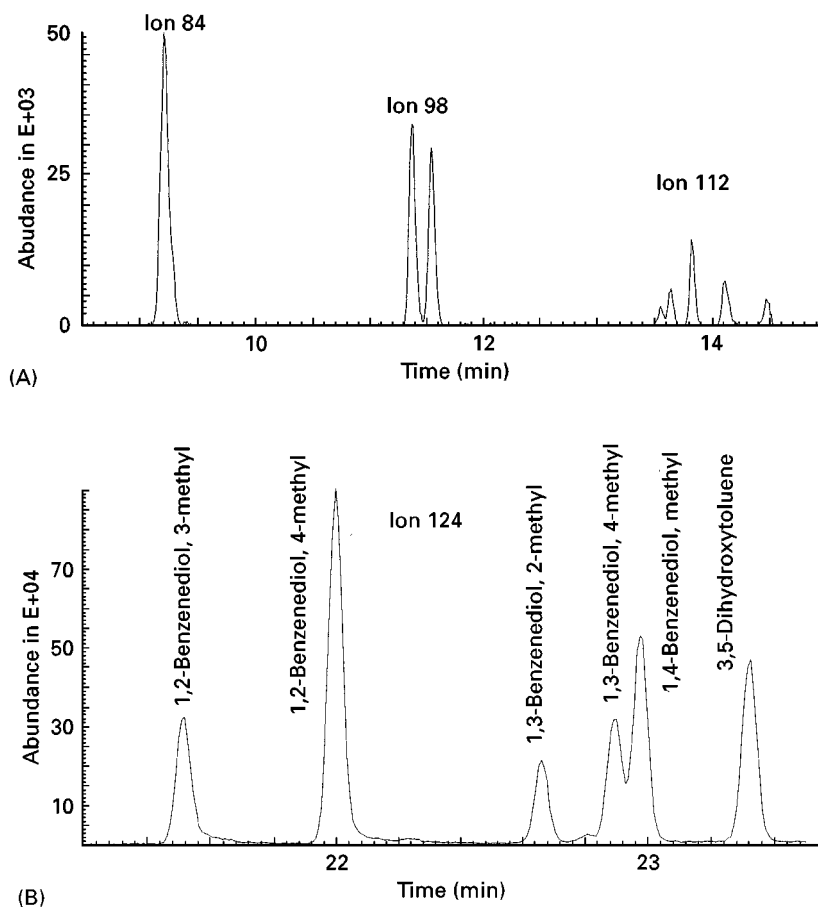 Ion 84
Ion 98
Ion 112
50
25
0
Abudance in E+03
10
12
14
Time (min)
(A)
1,2-Benzenediol, 3-methyl
1,2-Benzenediol, 4-methyl
Ion 124
1,3-Benzenediol, 2-methyl
1,3-Benzenediol, 4-methyl
1,4-Benzenediol, methyl
3,5-Dihydroxytoluene
70
50
30
10
Abundance in E+04
22
23
Time (min)
(B)